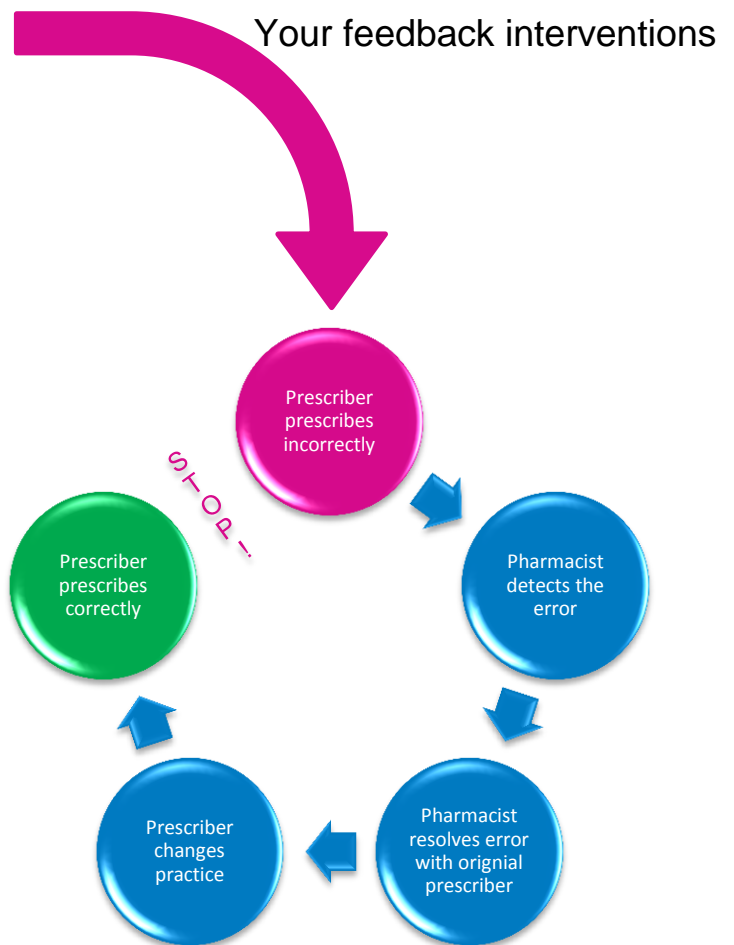 Your feedback interventions
Prescriber
prescribes
incorrectly
Pharmacist
detects the
error
Pharmacist
resolves error
with orignial
prescriber
Prescriber
changes
practice
Prescriber
prescribes
correctly
STOP!